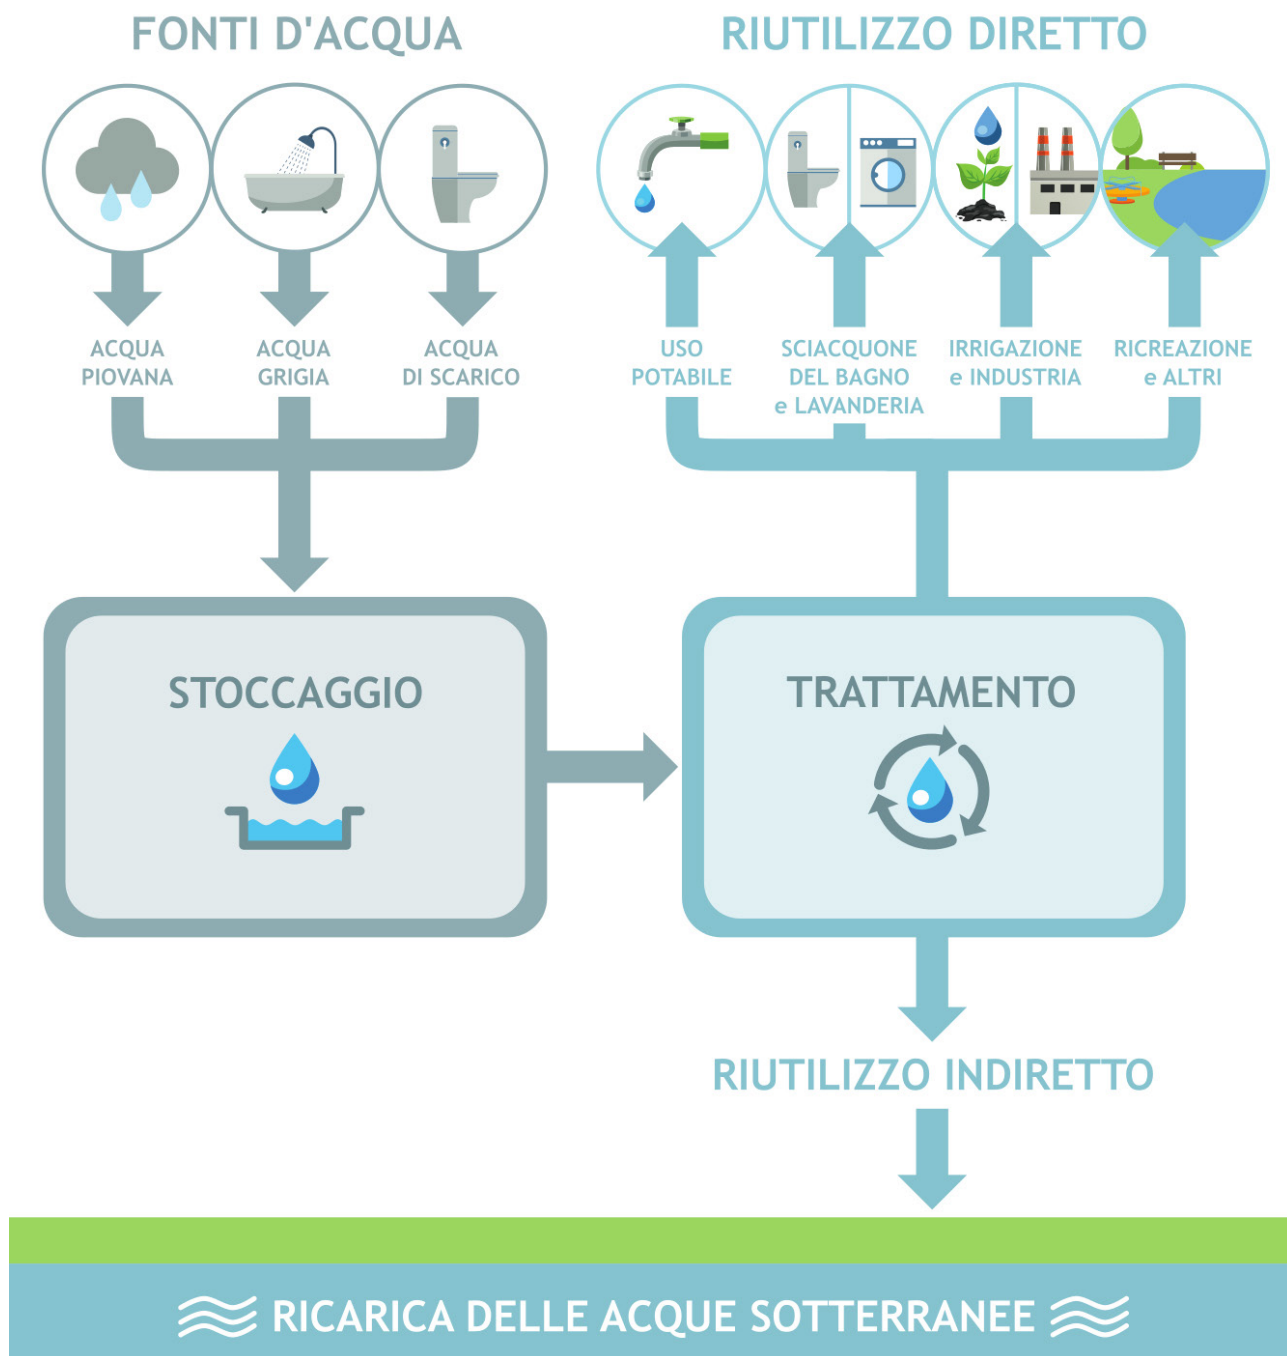 FONTI D'ACQUA
ACQUA
PIOVANA
ACQUA
GRIGIA
ACQUA
DI SCARICO
RIUTILIZZO DIRETTO
USO
POTABILE
SCIACQUONE
DEL BAGNO
e LAVANDERIA
IRRIGAZIONE
e INDUSTRIA
RICREAZIONE
e ALTRI
STOCCAGGIO
TRATTAMENTO
RIUTILIZZO INDIRETTO
RICARICA DELLE ACQUE SOTTERRANEE